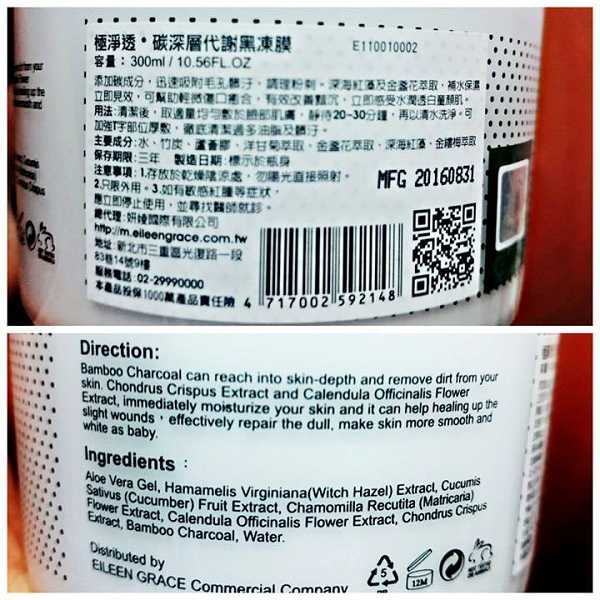 極淨透・碳深層代謝黑凍膜
E110010002
容量：300ml / 10.56FL.OZ
添加碳成分，迅速吸附毛孔髒汙，調理粉刺。深海紅藻及金盞花萃取，補水保濕
立即見效，可幫助輕微傷口癒合，有效改善黯沉，立即感受水潤透白童顏肌。
用法:清潔後，取適量均勻敷於臉部肌膚，靜待20~30分鐘，再以清水洗淨。可
加強T字部位厚敷，徹底清潔過多油脂及髒汙。
主要成分:水、竹炭、蘆薈膠、洋甘菊萃取、金盞花萃取、深海紅藻、金縷梅萃取
保存期限:三年 製造日期:標示於瓶身
注意事項:1.存放於乾燥陰涼處，勿陽光直接照射。
2.只限外用。3.如有敏感紅腫等症狀，
應立即停止使用，並尋找醫師就診。
MFG 20160831
總代理:妍綾國際有限公司
http://m.eileengrace.com.tw
地址:新北市三重區光復路一段
83巷14號9樓
服務電話:02-29990000
本產品投保1000萬產品責任險
4 717002 592148
Direction:
Bamboo Charcoal can reach into skin-depth and remove dirt from your
skin. Chondrus Crispus Extract and Calendula Officinalis Flower
Extract, immediately moisturize your skin and it can help healing up the
slight wounds，effectively repair the dull, make skin more smooth and
white as baby.
Ingredients：
Aloe Vera Gel, Hamamelis Virginiana(Witch Hazel) Extract, Cucumis
Sativus (Cucumber) Fruit Extract, Chamomilla Recutita (Matricaria)
Flower Extract, Calendula Officinalis Flower Extract, Chondrus Crispus
Extract, Bamboo Charcoal, Water.
Distributed by
EILEEN GRACE Commercial Company
5
12M